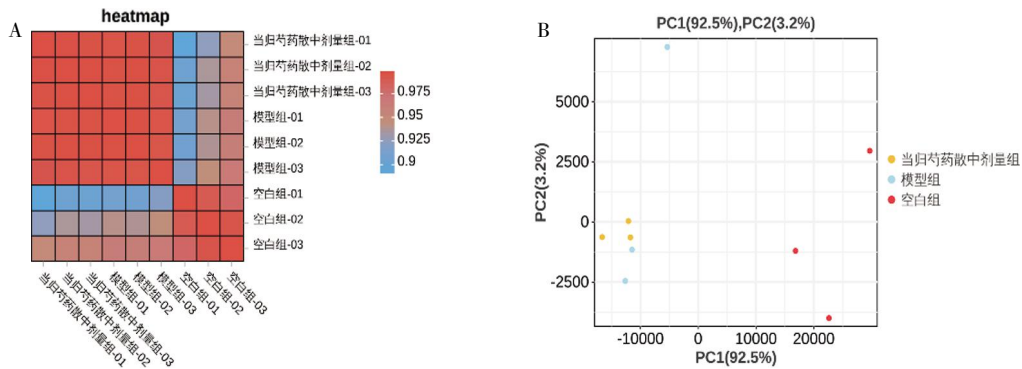 A
heatmap
当归芍药散中剂量组-01
当归芍药散中剂量组-02
当归芍药散中剂量组-03
模型组-01
模型组-02
模型组-03
空白组-01
空白组-02
空白组-03
0.975
0.95
0.925
0.9
当归芍药散中剂量组-01
当归芍药散中剂量组-02
当归芍药散中剂量组-03
模型组-01
模型组-02
模型组-03
空白组-01
空白组-02
空白组-03
B
PC1(92.5%),PC2(3.2%)
PC2(3.2%)
5000
2500
0
-2500
-10000
0
10000
20000
PC1(92.5%)
当归芍药散中剂量组
模型组
空白组